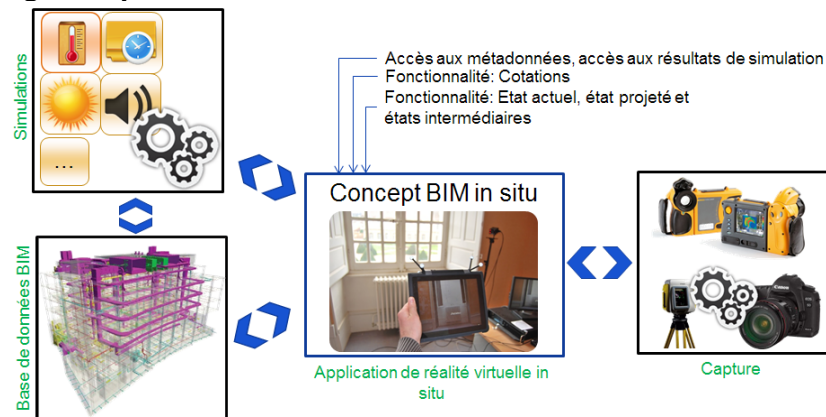 Simulations
...
Accès aux métadonnées, accès aux résultats de simulation
Fonctionnalité: Cotations
Fonctionnalité: Etat actuel, état projeté et
états intermédiaires
Concept BIM in situ
Base de données BIM
Application de réalité virtuelle in
situ
Canon
Capture